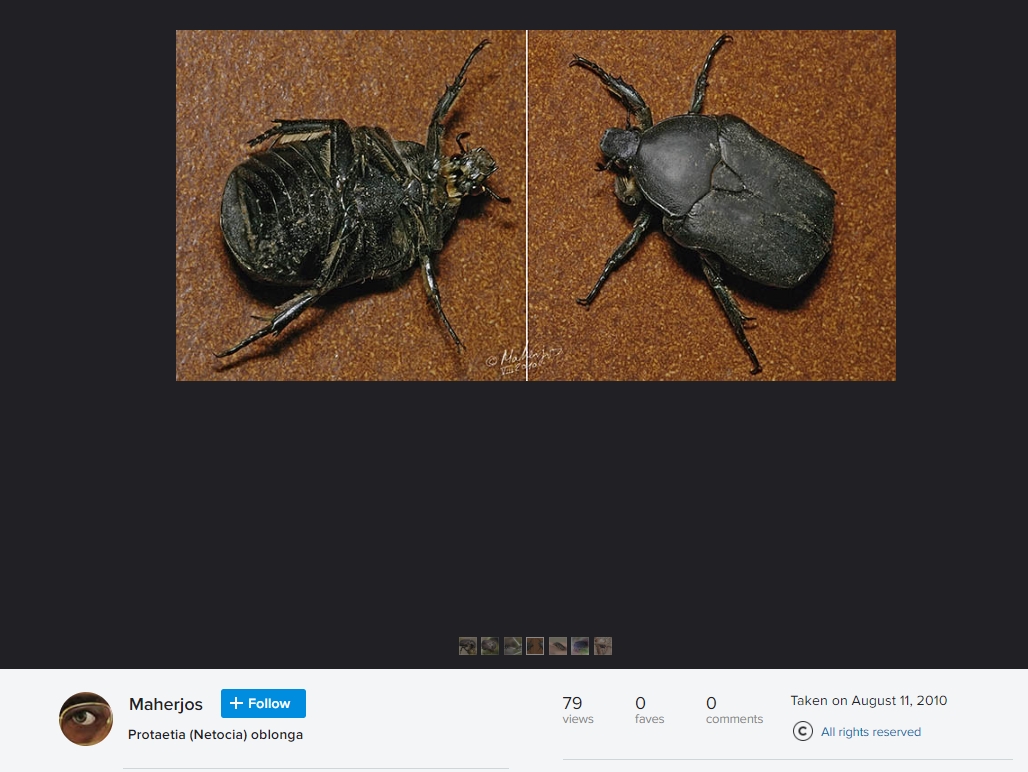 © Maherjos
Maherjos
+ Follow
Protaetia (Netocia) oblonga
79
views
0
faves
0
comments
Taken on August 11, 2010
© All rights reserved